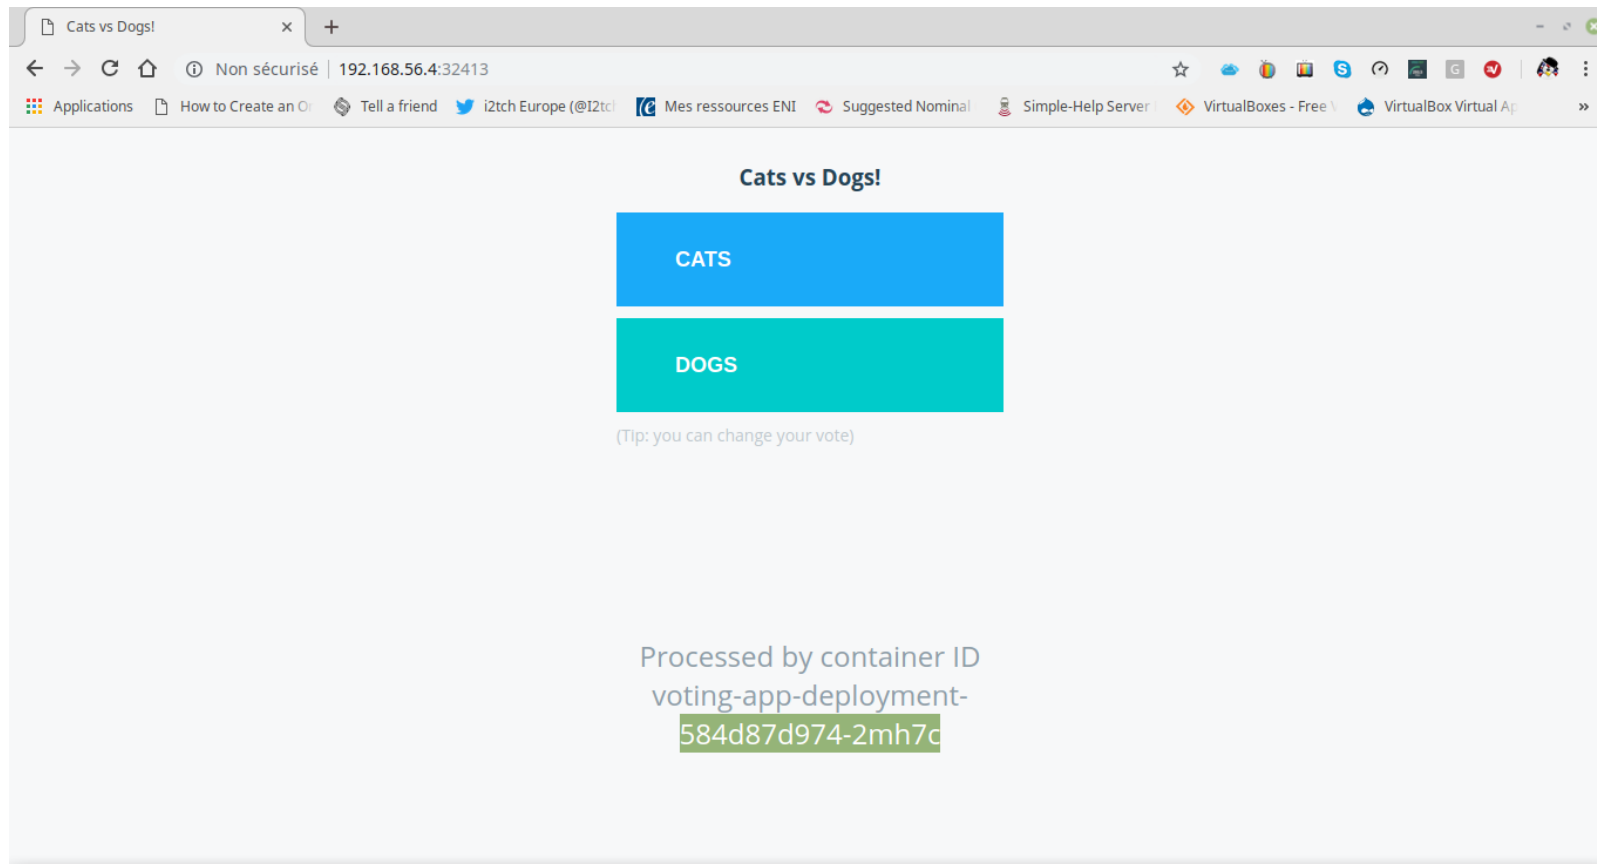 Cats vs Dogs!
Non sécurisé | 192.168.56.4:32413
Applications How to Create an O Tell a friend i2tch Europe (@I2tc Mes ressources ENI Suggested Nominal Simple-Help Server VirtualBoxes - Free VirtualBox Virtual Ap »
Cats vs Dogs!
CATS
DOGS
(Tip: you can change your vote)
Processed by container ID
voting-app-deployment-
584d87d974-2mh7c